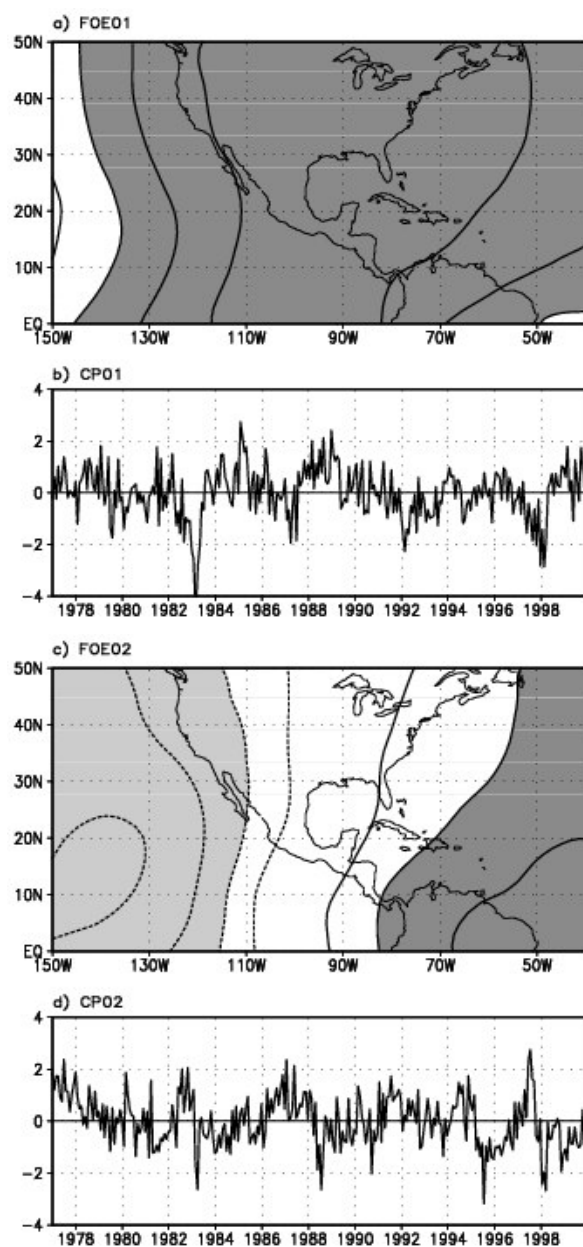 a) FOE01
50N
40N
30N
20N
10N
EQ
150W 130W 110W 90W 70W 50W
b) CP01
4
2
0
-2
-4
1978 1980 1982 1984 1986 1988 1990 1992 1994 1996 1998
c) FOE02
50N
40N
30N
20N
10N
EQ
150W 130W 110W 90W 70W 50W
d) CP02
4
2
0
-2
-4
1978 1980 1982 1984 1986 1988 1990 1992 1994 1996 1998